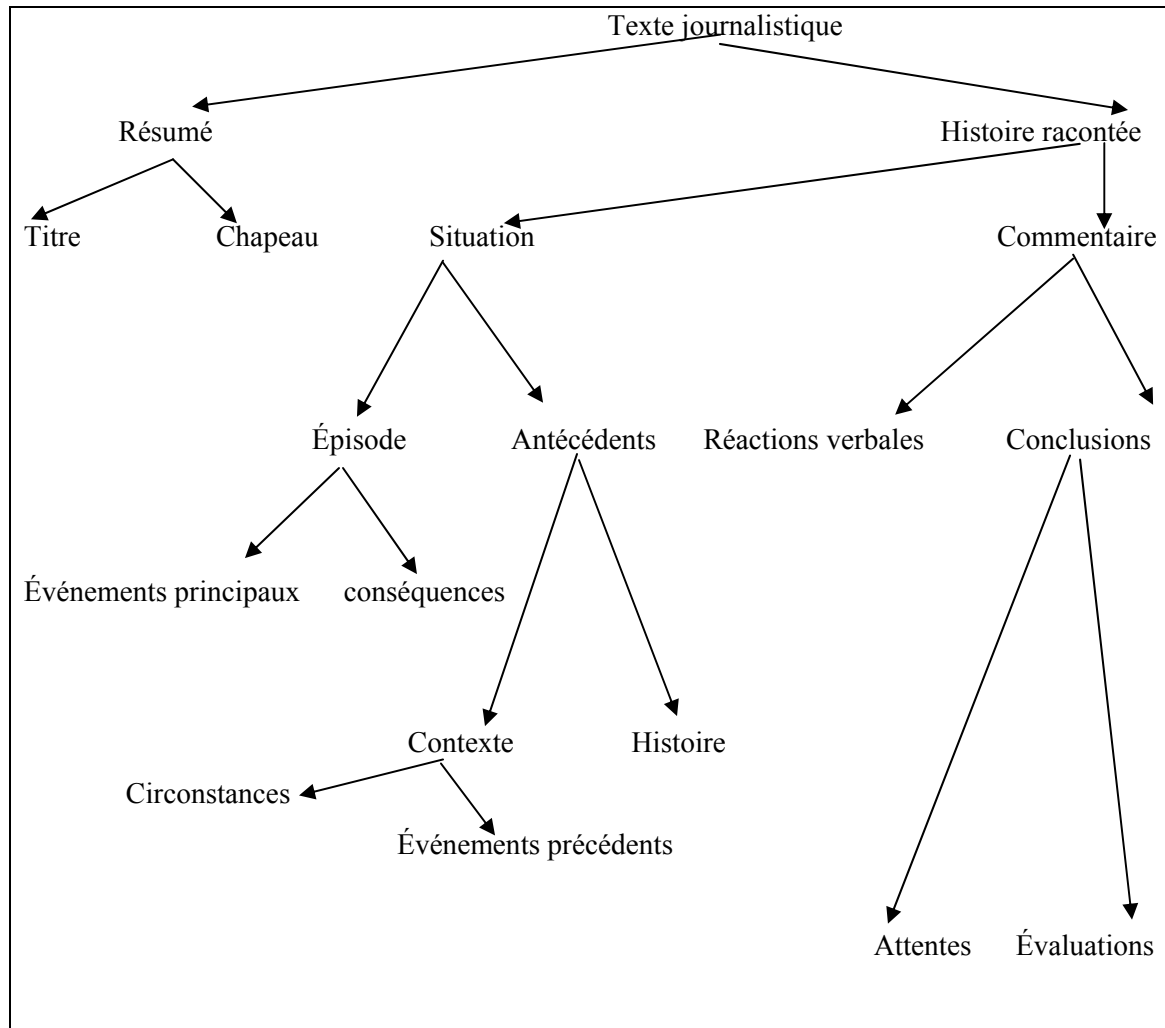 Texte journalistique
Résumé Histoire racontée
Titre Chapeau Situation Commentaire
Épisode Antécédents Réactions verbales Conclusions
Événements principaux conséquences
Contexte Histoire
Circonstances
Événements précédents
Attentes Évaluations